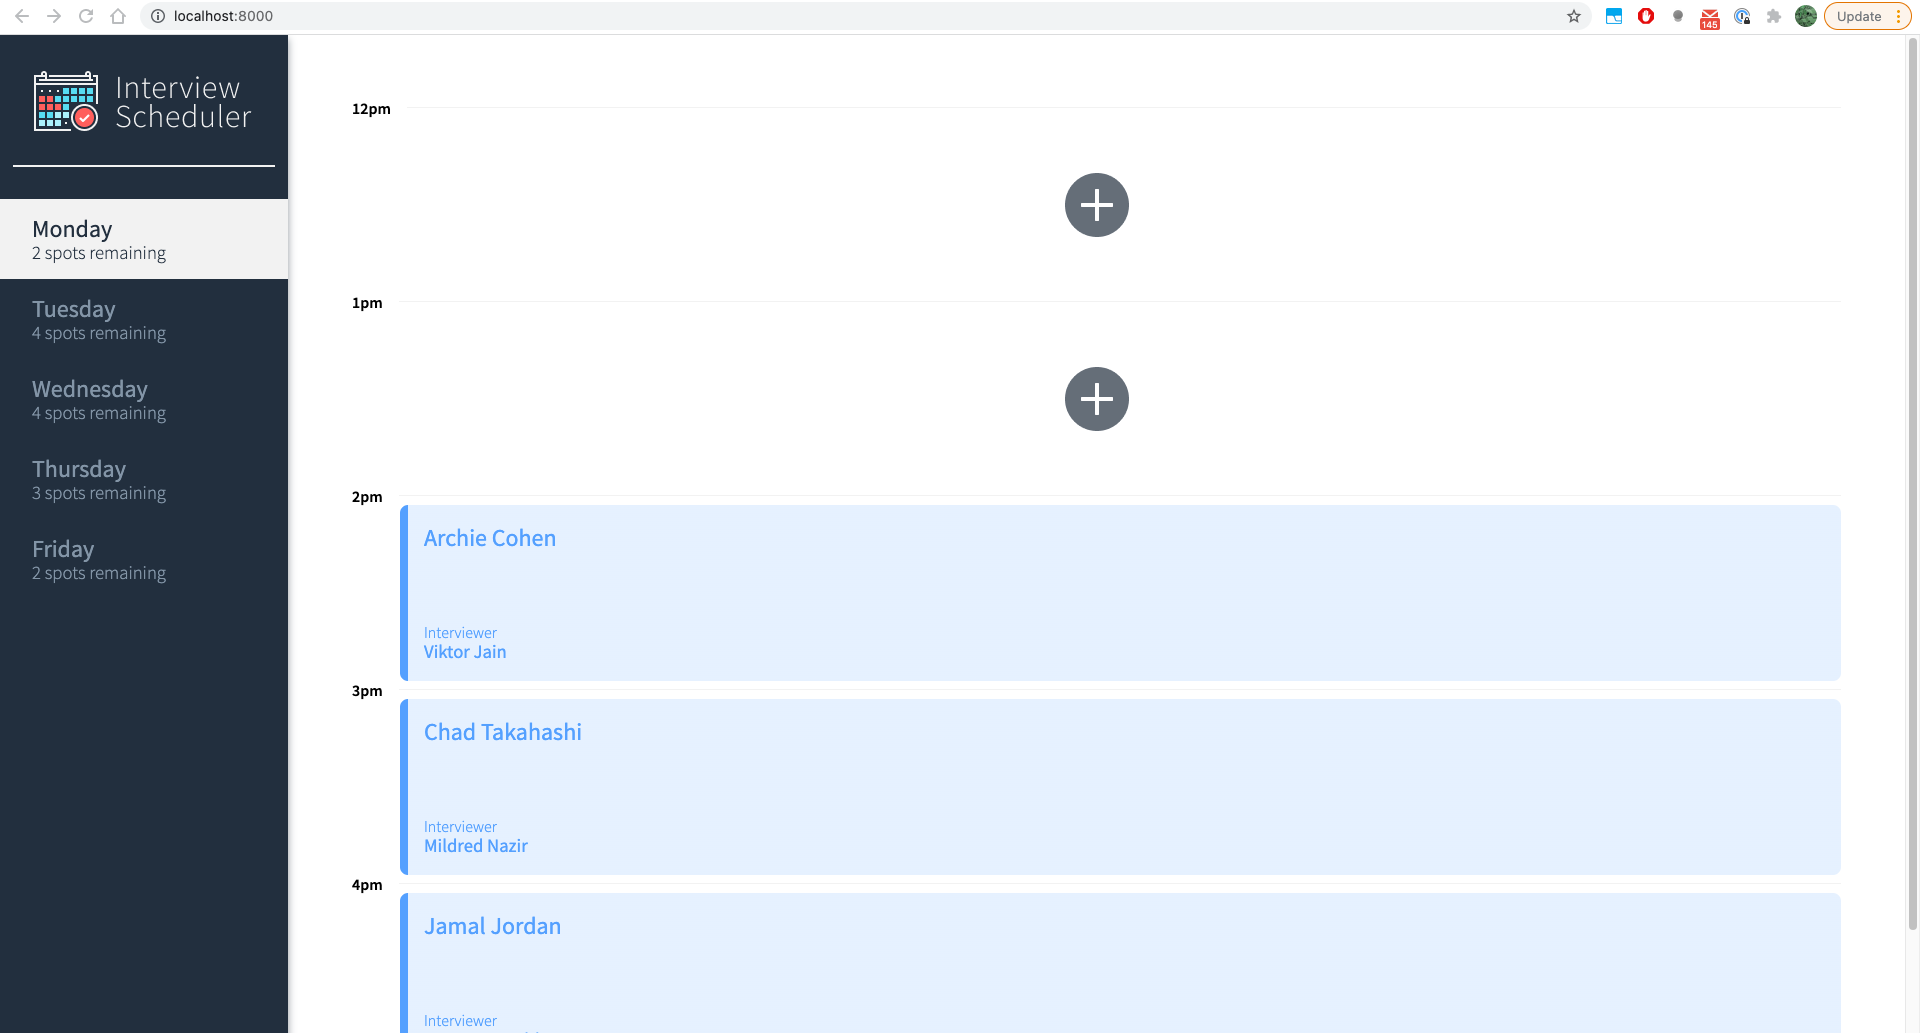 localhost:8000
145
Update
Interview
Scheduler
Monday
2 spots remaining
Tuesday
4 spots remaining
Wednesday
4 spots remaining
Thursday
3 spots remaining
Friday
2 spots remaining
12pm
1pm
2pm
Archie Cohen
Interviewer
Viktor Jain
3pm
Chad Takahashi
Interviewer
Mildred Nazir
4pm
Jamal Jordan
Interviewer